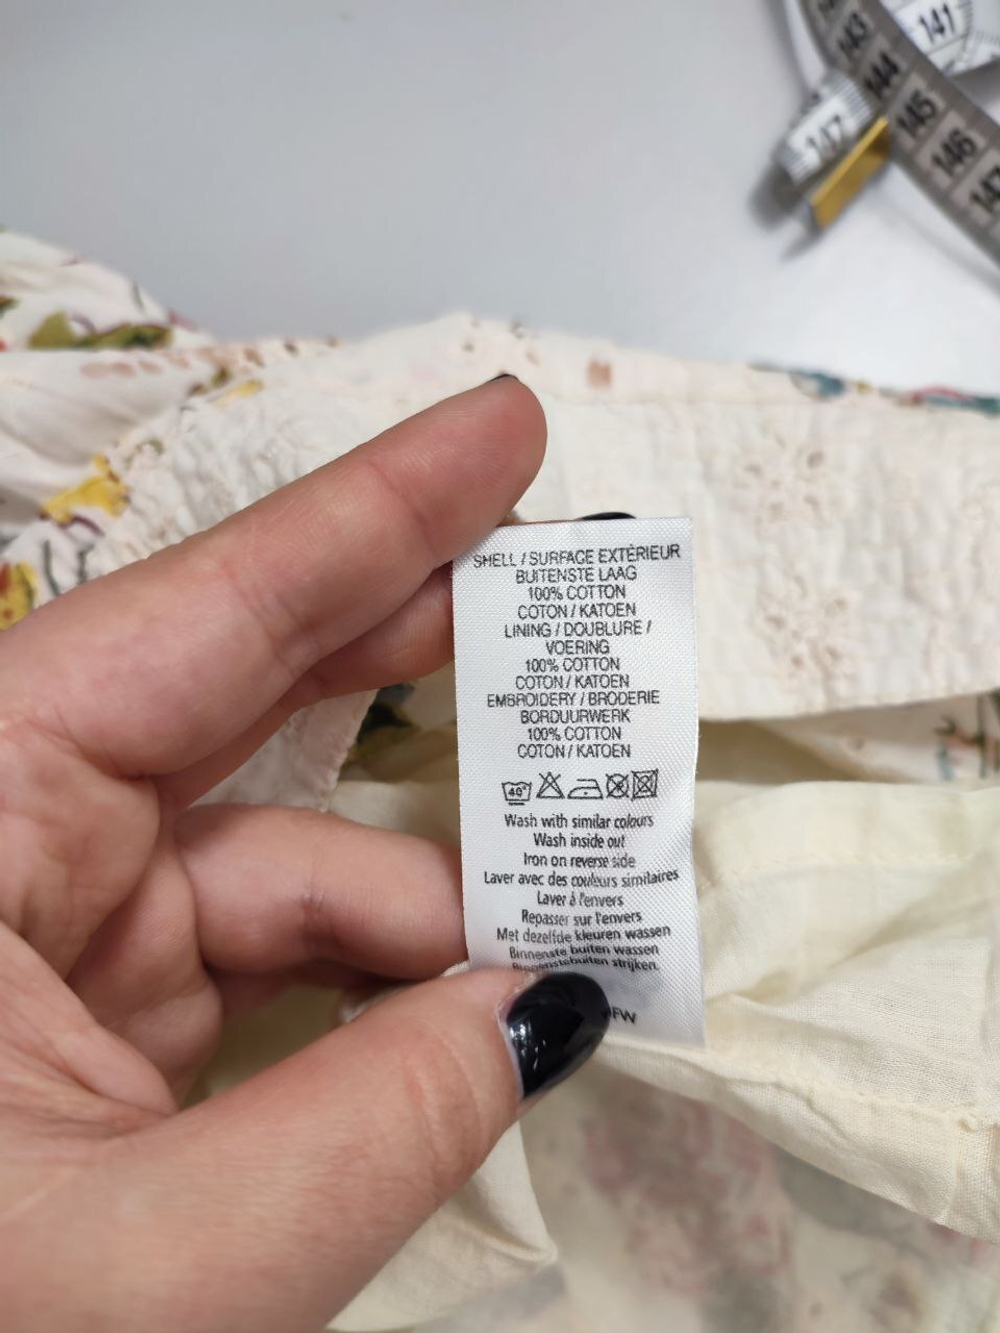 141
143
144
145
146
147
147
SHELL / SURFACE EXTÉRIEUR
BUITENSTE LAAG
100% COTTON
COTON / KATOEN
LINING / DOUBLURE /
VOERING
100% COTTON
COTON / KATOEN
EMBROIDERY / BRODERIE
BORDUURWERK
100% COTTON
COTON / KATOEN
40°
Wash with similar colours
Wash inside out
Iron on reverse side
Laver avec des couleurs similaires
Laver à l'envers
Repasser sur l'envers
Met dezelfde kleuren wassen
Binnenste buiten wassen
Binnenstebuiten strijken.